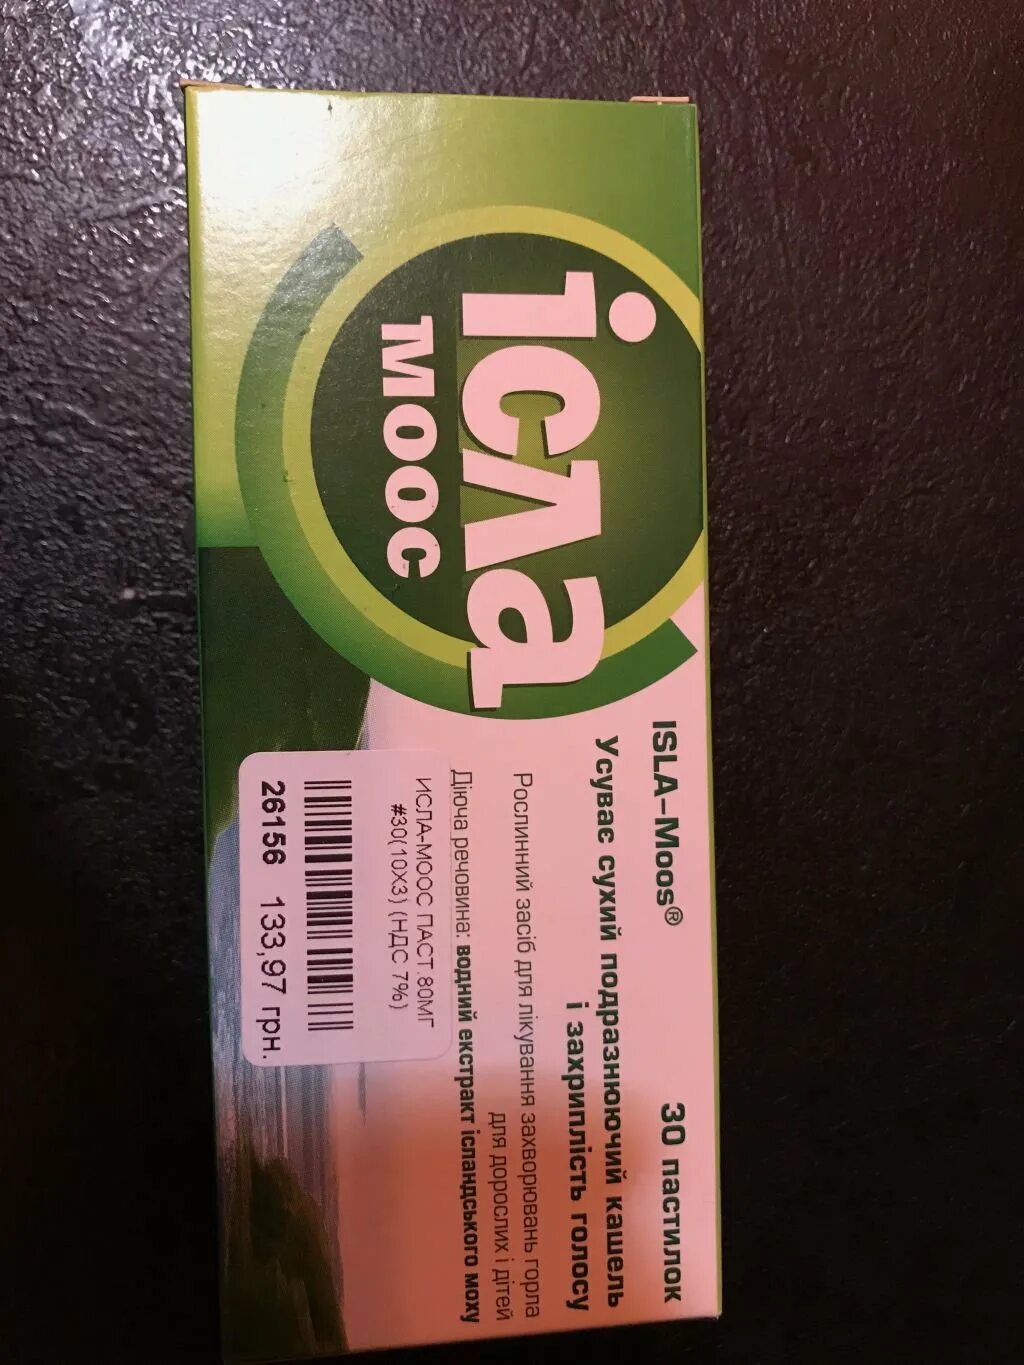 ісла
моос
ISLA–Moos®
30 пастилок
Усуває сухий подразнюючий кашель
і захриплість голосу
Рослинний засіб для лікування захворювань горла
для дорослих і дітей
Діюча речовина: водний екстракт ісландського моху
ИСЛА-МООС ПАСТ.80МГ
#30(10Х3) (НДС 7%)
26156 133,97 грн.